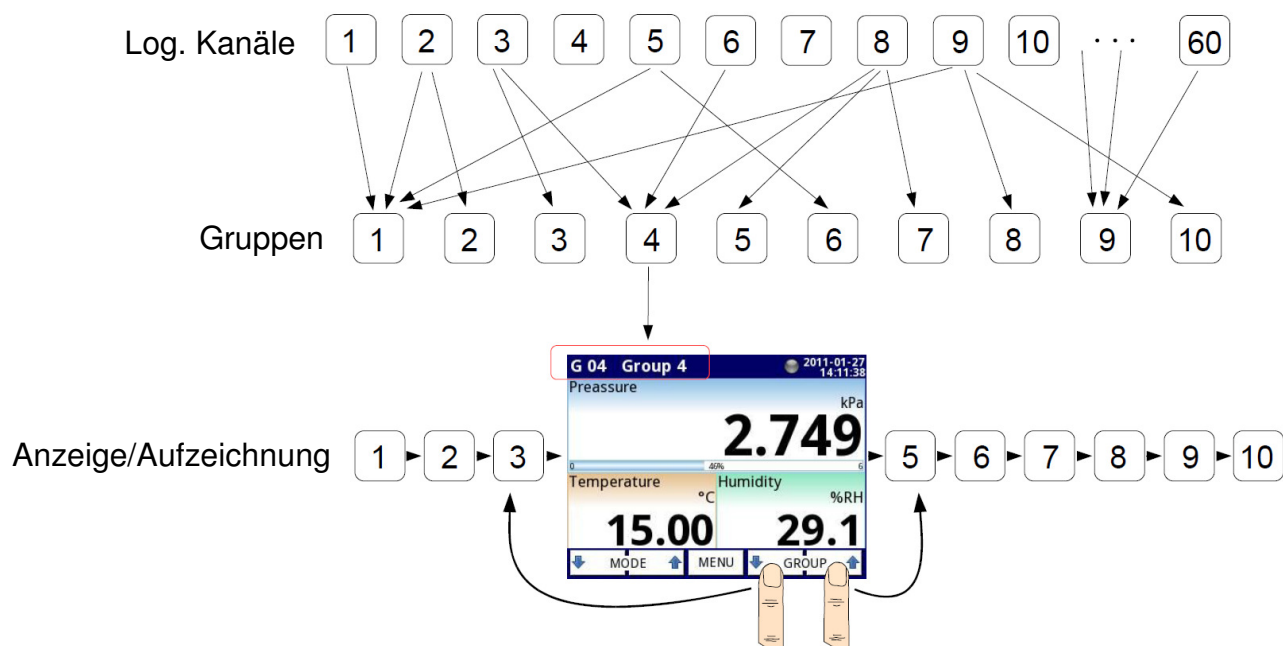 Log. Kanäle 1 2 3 4 5 6 7 8 9 10 · · · 60
Gruppen 1 2 3 4 5 6 7 8 9 10
G 04 Group 4 2011-01-27
14:11:38
Preassure
kPa
2.749
0 46% 6
Anzeige/Aufzeichnung 1 2 3 5 6 7 8 9 10
Temperature Humidity
°C %RH
15.00 29.1
MODE MENU GROUP